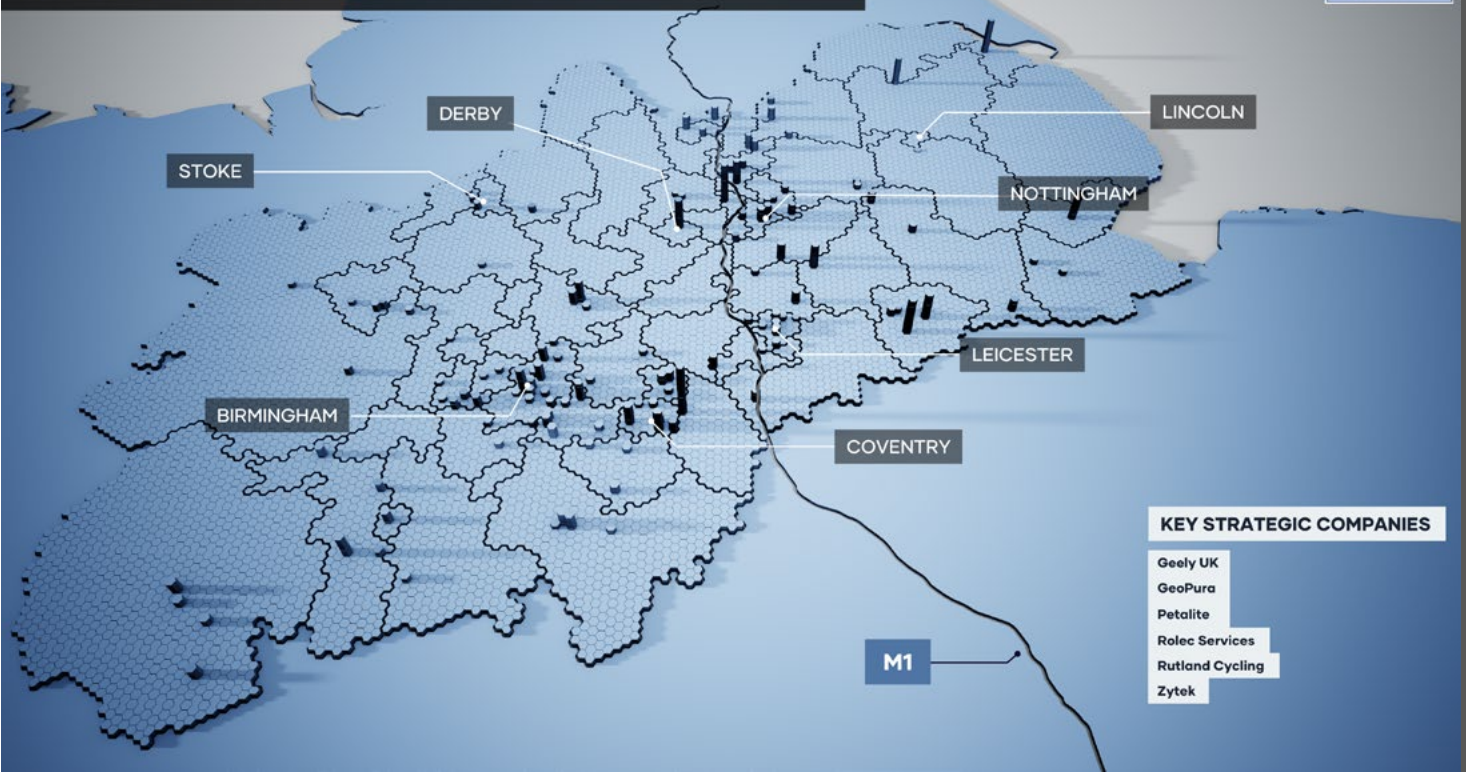 DERBY
LINCOLN
STOKE
NOTTINGHAM
LEICESTER
BIRMINGHAM
COVENTRY
KEY STRATEGIC COMPANIES
Geely UK
GeoPura
Petalite
Rolec Services
M1
Rutland Cycling
Zytek